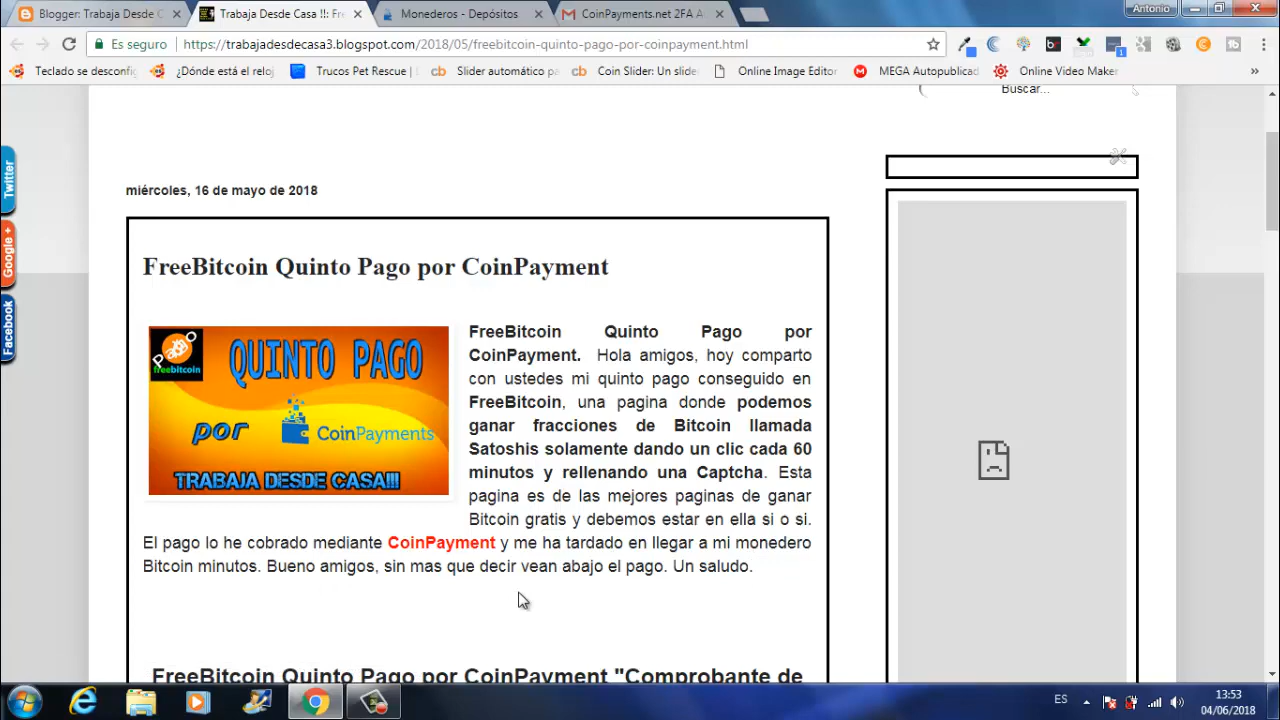 Blogger: Trabaja Desde C
Trabaja Desde Casa !!: Fr
Monederos - Depósitos
CoinPayments.net 2FA A
Antonio
Es seguro
https://trabajadesdecasa3.blogspot.com/2018/05/freebitcoin-quinto-pago-por-coinpayment.html
Teclado se desconfig
¿Dónde está el reloj
Trucos Pet Rescue |
Slider automático pa
Coin Slider: Un slide
Online Image Editor
MEGA Autopublicad
Online Video Maker
»
Buscar...
Twitter
Google +
Facebook
miércoles, 16 de mayo de 2018
FreeBitcoin Quinto Pago por CoinPayment
PagO
freebitcoin
QUINTO PAGO
por
CoinPayments
TRABAJA DESDE CASA!!!
FreeBitcoin Quinto Pago por
CoinPayment. Hola amigos, hoy comparto
con ustedes mi quinto pago conseguido en
FreeBitcoin, una pagina donde podemos
ganar fracciones de Bitcoin llamada
Satoshis solamente dando un clic cada 60
minutos y rellenando una Captcha. Esta
pagina es de las mejores paginas de ganar
Bitcoin gratis y debemos estar en ella si o si.
El pago lo he cobrado mediante CoinPayment y me ha tardado en llegar a mi monedero
Bitcoin minutos. Bueno amigos, sin mas que decir vean abajo el pago. Un saludo.
FreeBitcoin Quinto Pago por CoinPayment "Comprobante de
ES
13:53
04/06/2018